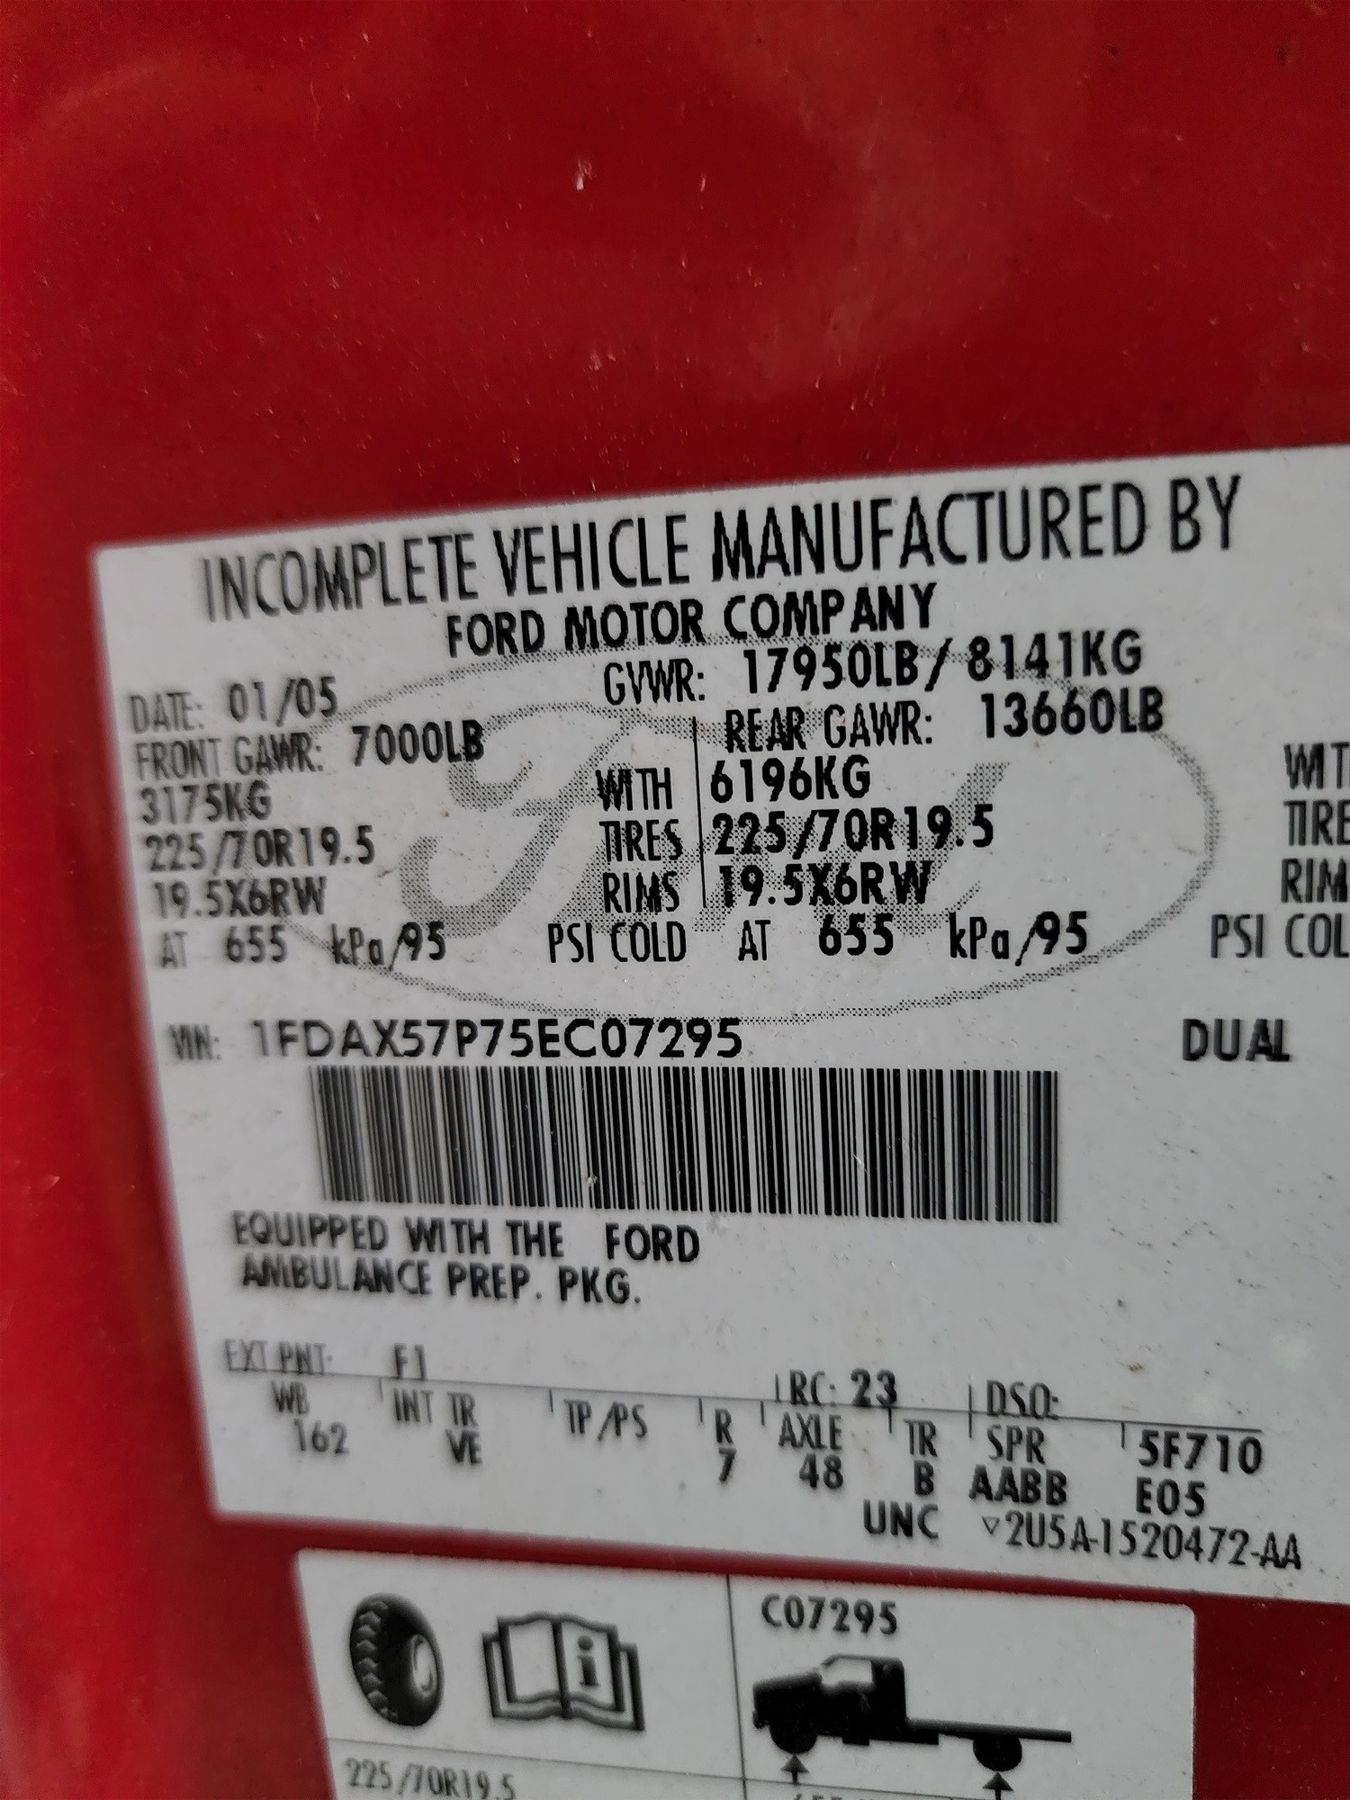 INCOMPLETE VEHICLE MANUFACTURED BY
FORD MOTOR COMPANY
DATE: 01/05 GVWR: 17950LB/ 8141KG
FRONT GAWR: 7000LB REAR GAWR: 13660LB
3175KG WITH 6196KG WIT
225/70R19.5 TIRES 225/70R19.5 TIRE
19.5X6RW RIMS 19.5X6RW RIM
AT 655 kPa/95 PSI COLD AT 655 kPa/95 PSI COL
VIN: 1FDAX57P75EC07295 DUAL
EQUIPPED WITH THE FORD
AMBULANCE PREP. PKG.
EXT PNT: F1 RC: 23 DSO:
WB INT TR TP/PS R AXLE TR SPR 5F710
162 VE 7 48 B AABB E05
UNC ▽2U5A-1520472-AA
C07295
225/70R19.5